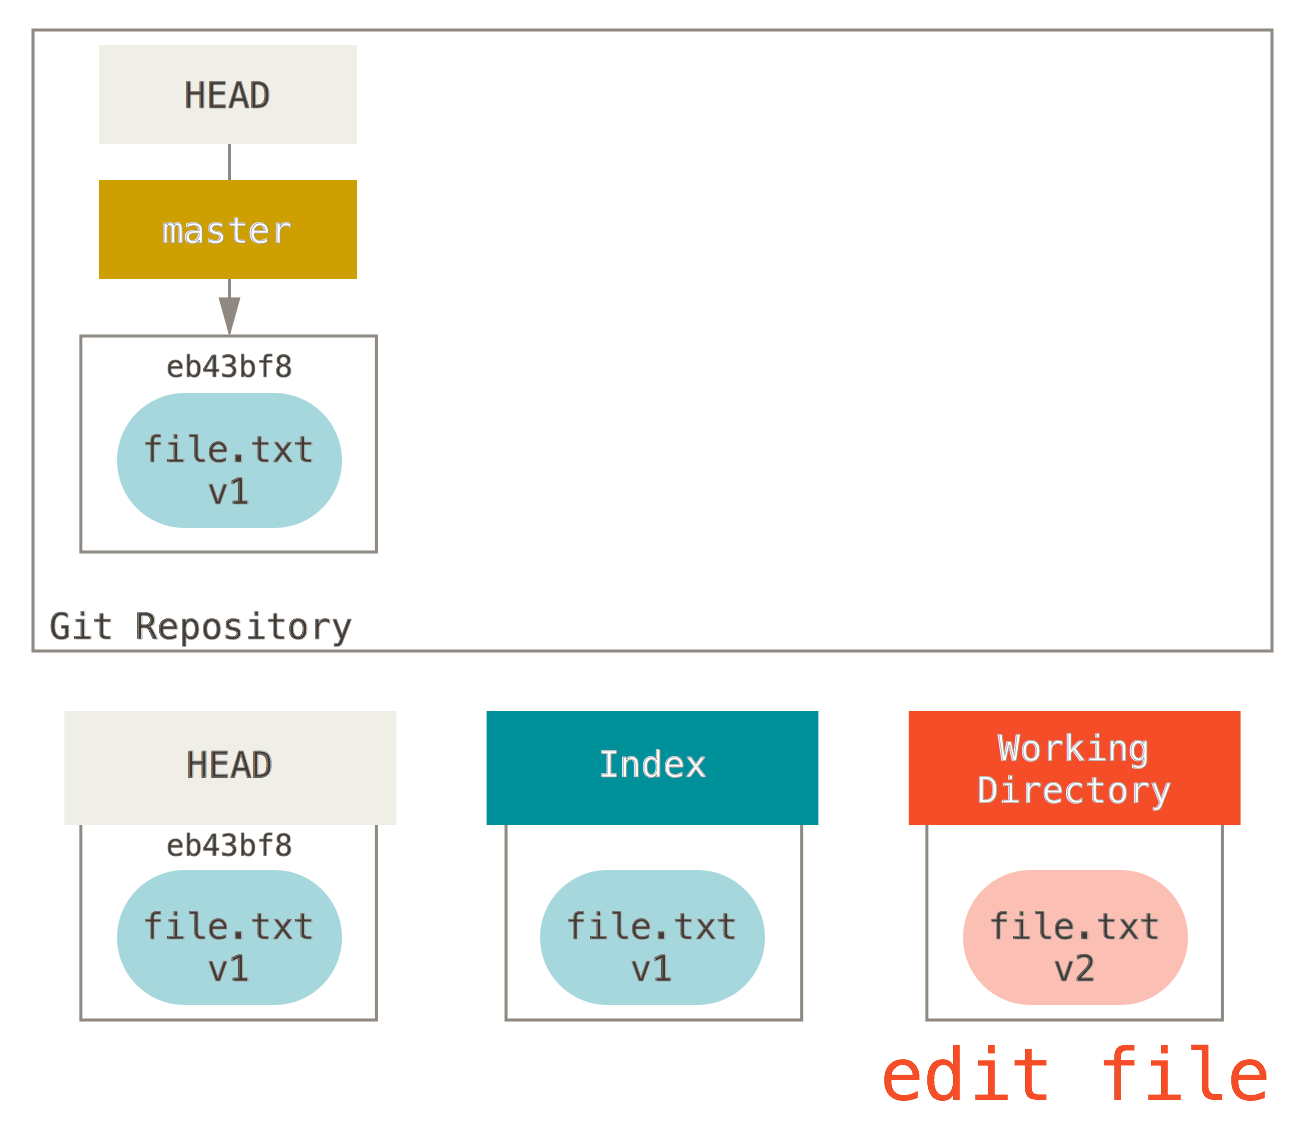 HEAD
master
eb43bf8
file.txt
v1
Git Repository
HEAD
Index
Working
Directory
eb43bf8
file.txt
v1
file.txt
v1
file.txt
v2
edit file